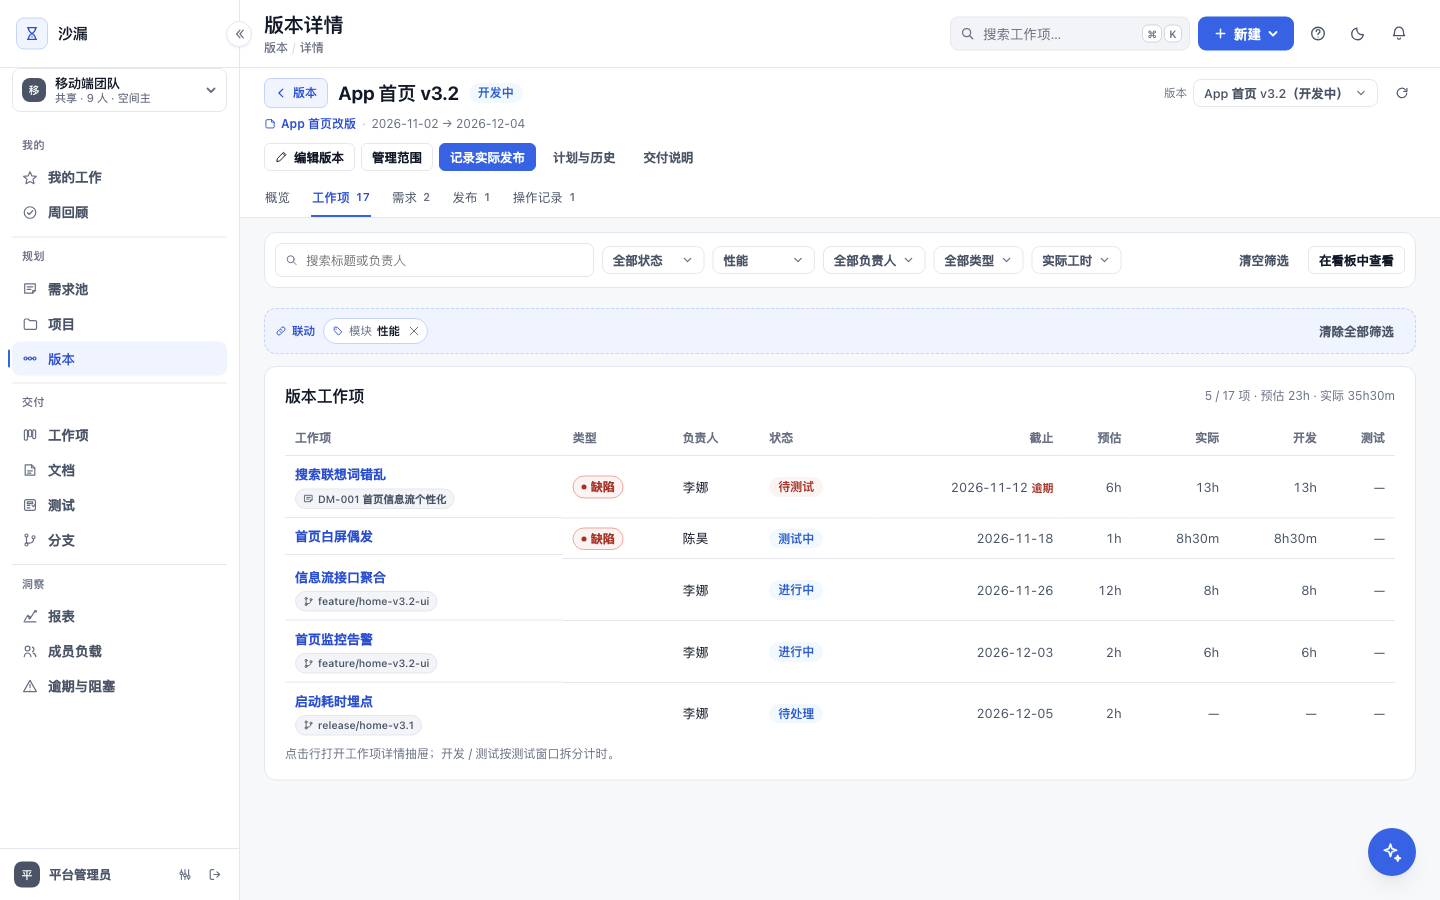 沙漏
移
移动端团队
共享 · 9 人 · 空间主
我的
我的工作
周回顾
规划
需求池
项目
版本
交付
工作项
文档
测试
分支
洞察
报表
成员负载
逾期与阻塞
平
平台管理员
版本详情
版本 / 详情
搜索工作项... ⌘ K
新建
版本
App 首页 v3.2
开发中
版本
App 首页 v3.2（开发中）
App 首页改版 · 2026-11-02 → 2026-12-04
编辑版本 管理范围 记录实际发布 计划与历史 交付说明
概览 工作项 17 需求 2 发布 1 操作记录 1
搜索标题或负责人 全部状态 性能 全部负责人 全部类型 实际工时 清空筛选 在看板中查看
联动 模块 性能 清除全部筛选
版本工作项
5 / 17 项 · 预估 23h · 实际 35h30m
工作项 类型 负责人 状态 截止 预估 实际 开发 测试
搜索联想词错乱
DM-001 首页信息流个性化
缺陷 李娜 待测试 2026-11-12 逾期 6h 13h 13h —
首页白屏偶发 缺陷 陈昊 测试中 2026-11-18 1h 8h30m 8h30m —
信息流接口聚合
feature/home-v3.2-ui
李娜 进行中 2026-11-26 12h 8h 8h —
首页监控告警
feature/home-v3.2-ui
李娜 进行中 2026-12-03 2h 6h 6h —
启动耗时埋点
release/home-v3.1
李娜 待处理 2026-12-05 2h — — —
点击行打开工作项详情抽屉；开发 / 测试按测试窗口拆分计时。